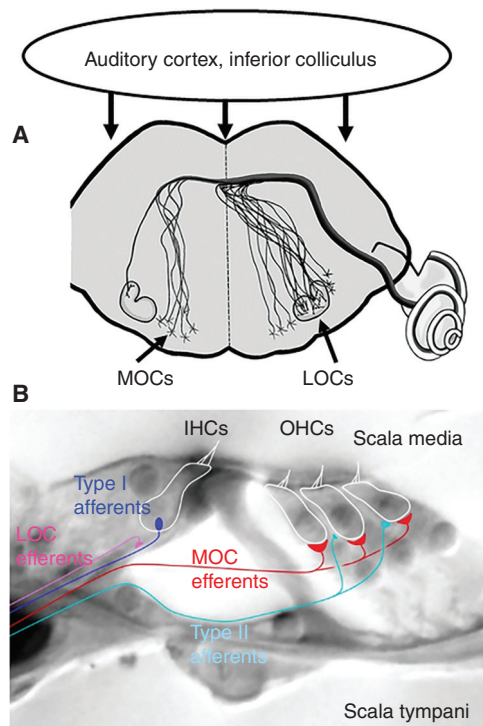 Auditory cortex, inferior colliculus
A
MOCs
LOCs
B
IHCs
OHCs
Scala media
Type I
afferents
LOC
efferents
MOC
efferents
Type II
afferents
Scala tympani